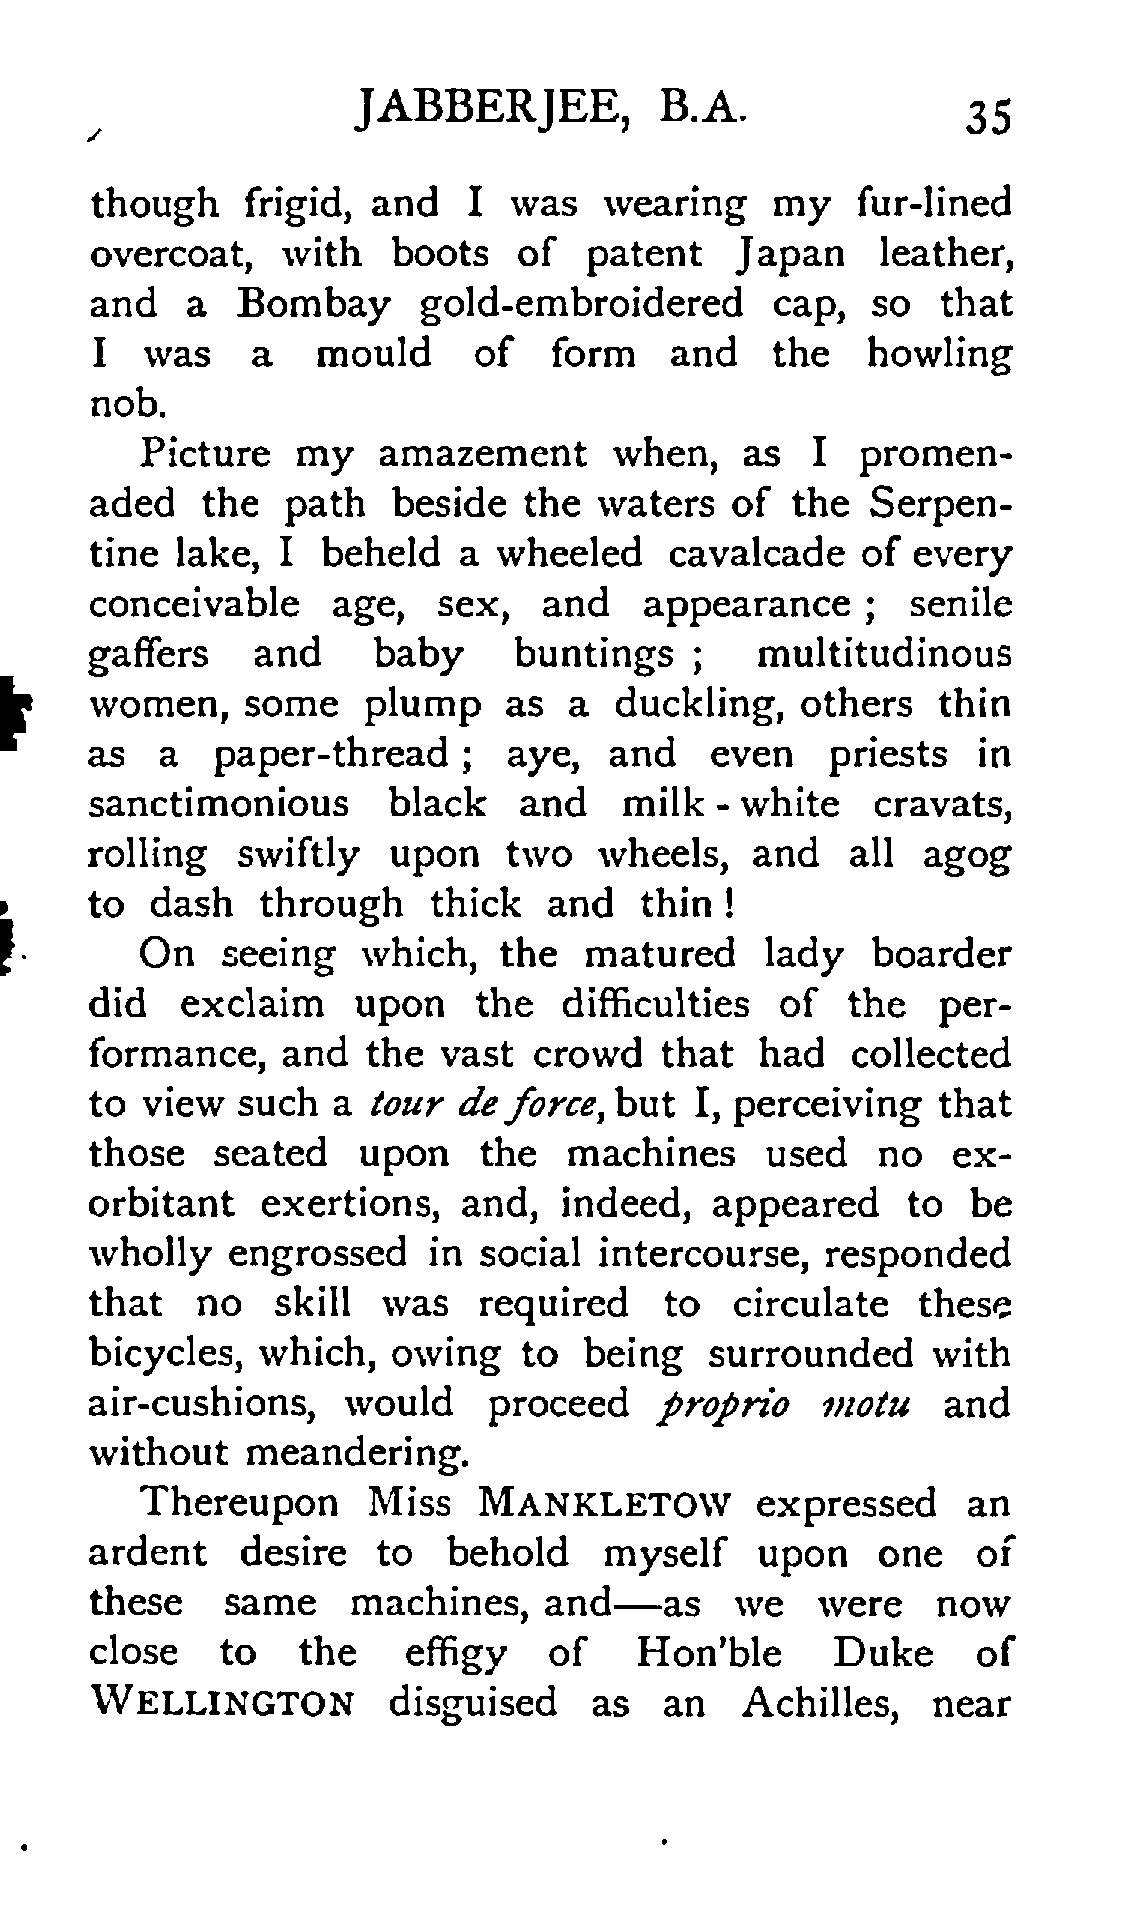 JABBERJEE, B.A. 35
though frigid, and I was wearing my fur-lined
overcoat, with boots of patent Japan leather,
and a Bombay gold-embroidered cap, so that
I was a mould of form and the howling
nob.
Picture my amazement when, as I promen-
aded the path beside the waters of the Serpen-
tine lake, I beheld a wheeled cavalcade of every
conceivable age, sex, and appearance ; senile
gaffers and baby buntings ; multitudinous
women, some plump as a duckling, others thin
as a paper-thread ; aye, and even priests in
sanctimonious black and milk-white cravats,
rolling swiftly upon two wheels, and all agog
to dash through thick and thin !
On seeing which, the matured lady boarder
did exclaim upon the difficulties of the per-
formance, and the vast crowd that had collected
to view such a tour de force, but I, perceiving that
those seated upon the machines used no ex-
orbitant exertions, and, indeed, appeared to be
wholly engrossed in social intercourse, responded
that no skill was required to circulate these
bicycles, which, owing to being surrounded with
air-cushions, would proceed proprio motu and
without meandering.
Thereupon Miss MANKLETOW expressed an
ardent desire to behold myself upon one of
these same machines, and—as we were now
close to the effigy of Hon'ble Duke of
WELLINGTON disguised as an Achilles, near